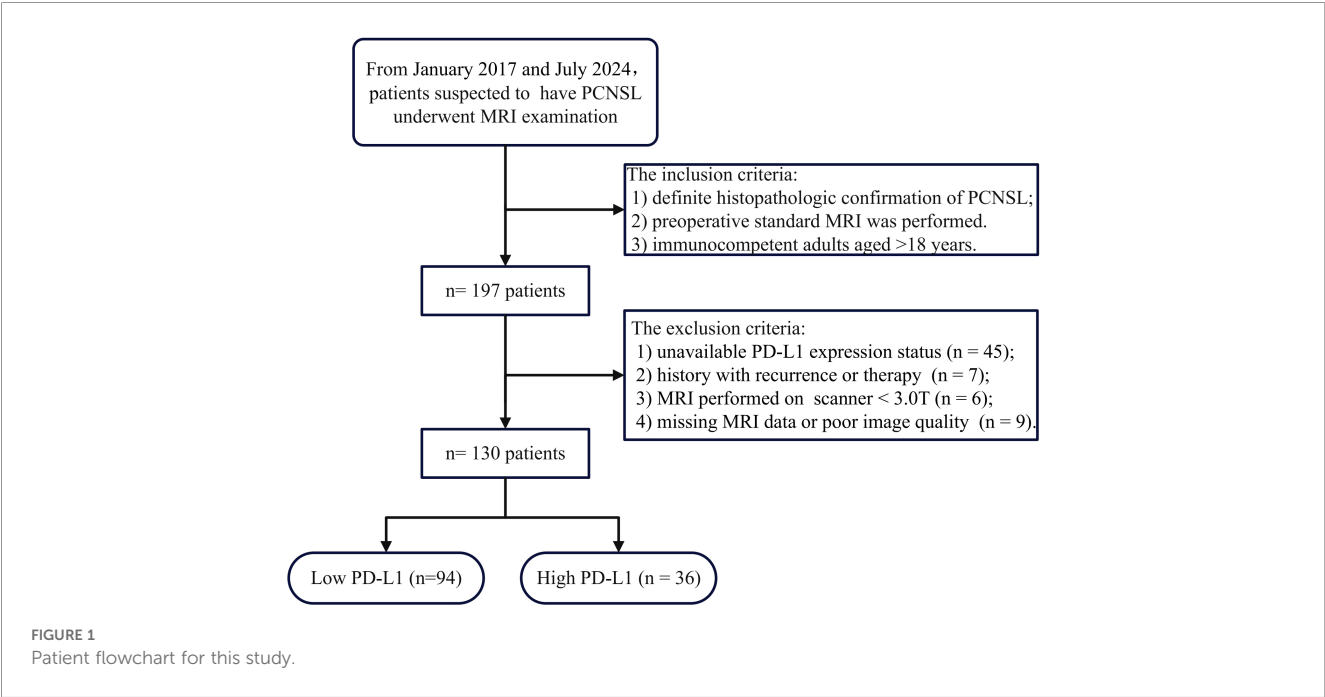 From January 2017 and July 2024，
patients suspected to have PCNSL
underwent MRI examination
The inclusion criteria:
1) definite histopathologic confirmation of PCNSL;
2) preoperative standard MRI was performed.
3) immunocompetent adults aged >18 years.
n= 197 patients
The exclusion criteria:
1) unavailable PD-L1 expression status (n = 45);
2) history with recurrence or therapy (n = 7);
3) MRI performed on scanner < 3.0T (n = 6);
4) missing MRI data or poor image quality (n = 9).
n= 130 patients
Low PD-L1 (n=94)
High PD-L1 (n = 36)
FIGURE 1
Patient flowchart for this study.